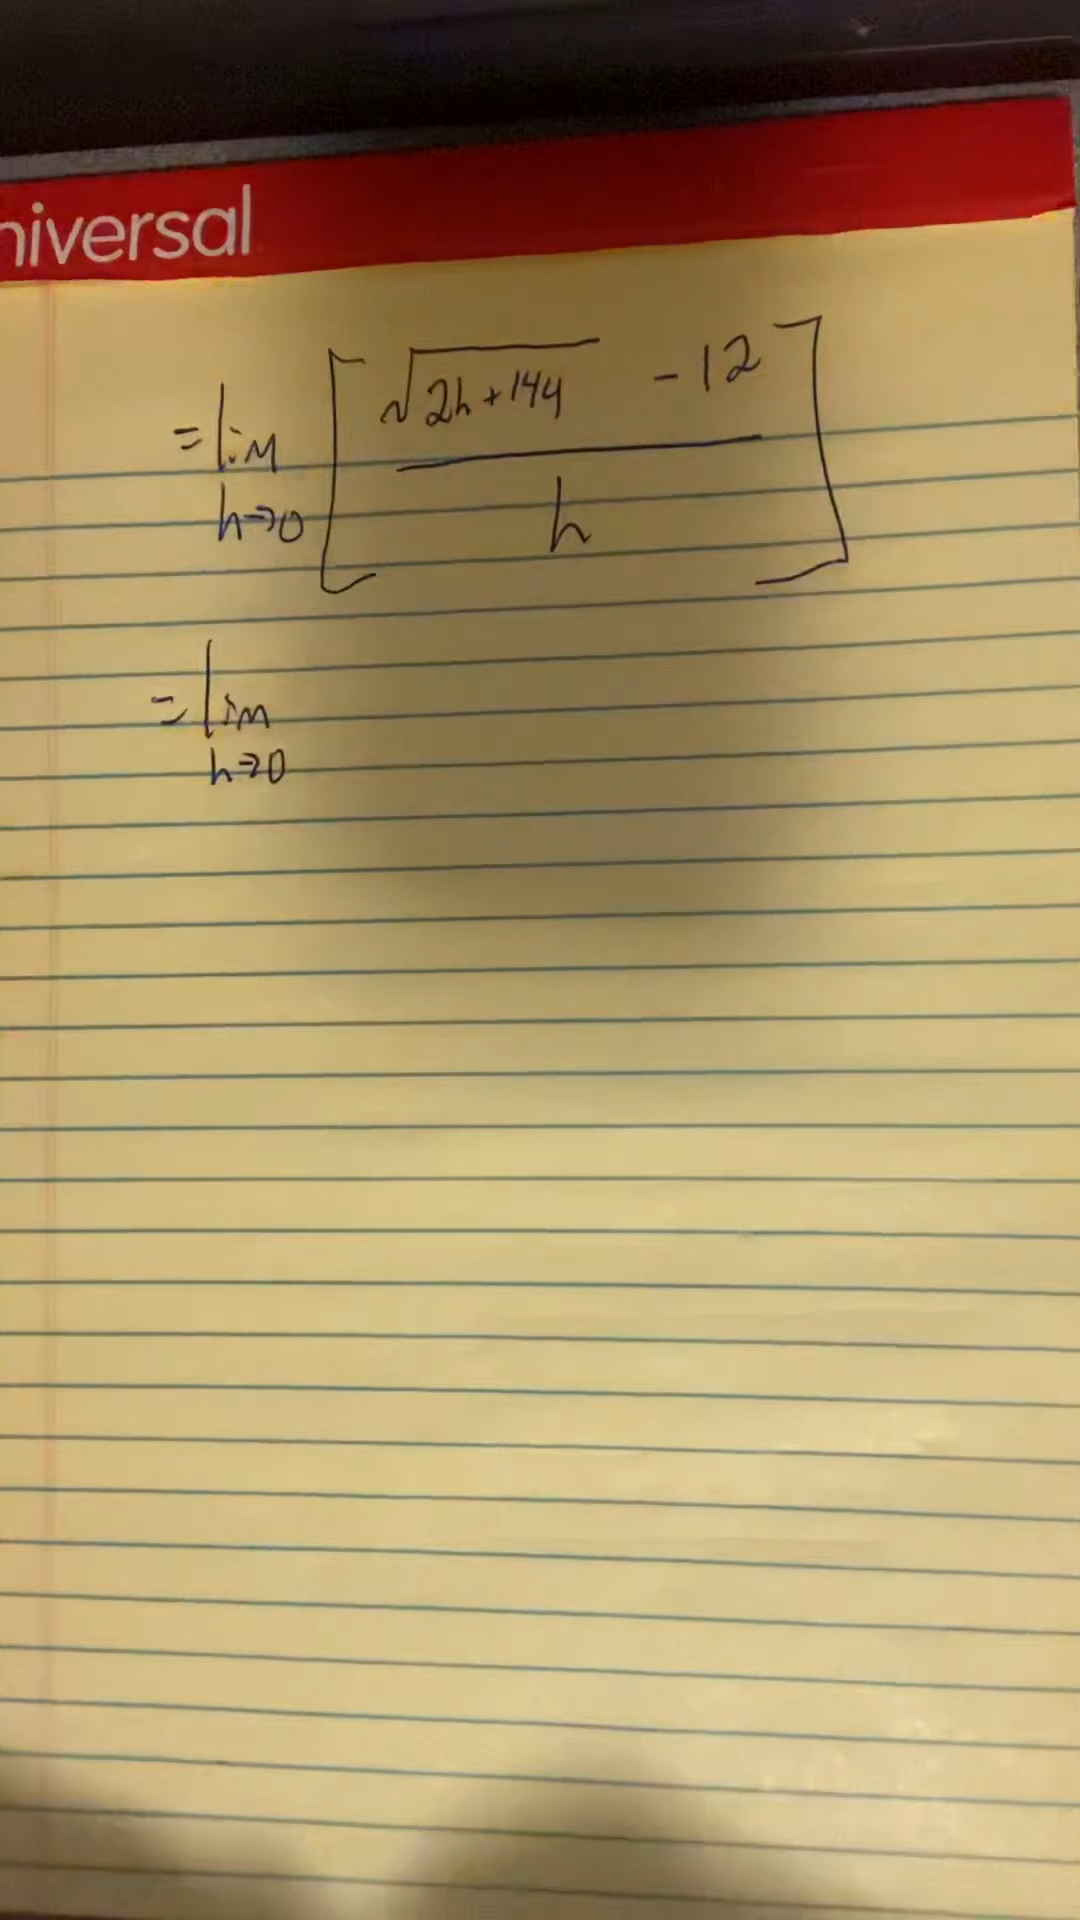 niversal
= lim h→0 [ (√(2h+144) - 12) / h ]
= lim h→0